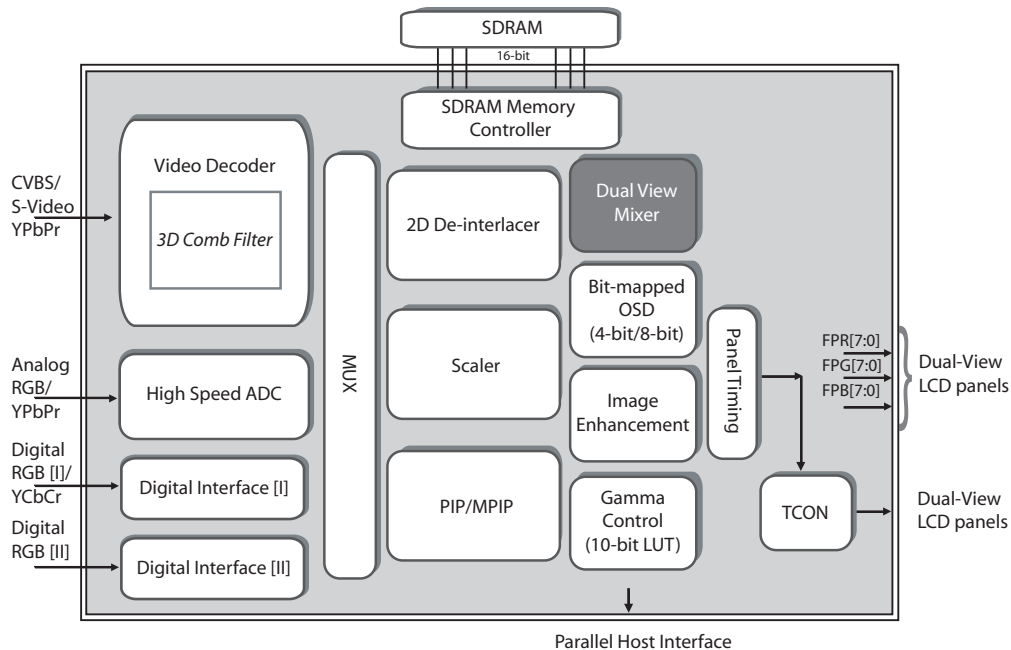 SDRAM
16-bit
SDRAM Memory
Controller
Video Decoder
3D Comb Filter
CVBS/
S-Video
YPbPr
Analog
RGB/
YPbPr
High Speed ADC
Digital
RGB [I]/
YCbCr
Digital Interface [I]
Digital
RGB [II]
Digital Interface [II]
MUX
2D De-interlacer
Scaler
PIP/MPIP
Dual View
Mixer
Bit-mapped
OSD
(4-bit/8-bit)
Image
Enhancement
Gamma
Control
(10-bit LUT)
Panel Timing
TCON
FPR[7:0]
FPG[7:0]
FPB[7:0]
Dual-View
LCD panels
Dual-View
LCD panels
Parallel Host Interface